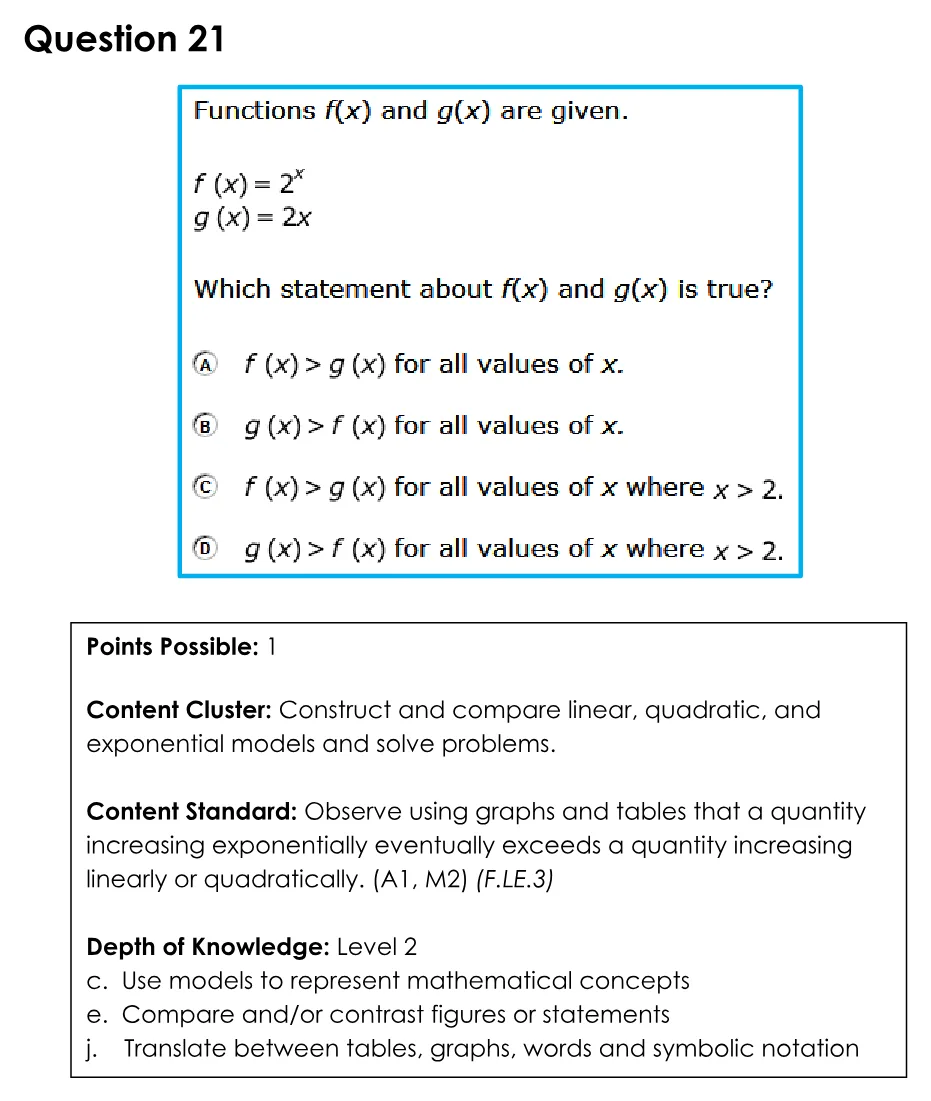 Question 21
Functions f(x) and g(x) are given.
f (x) = 2ˣ
g (x) = 2x
Which statement about f(x) and g(x) is true?
A f (x) > g (x) for all values of x.
B g (x) > f (x) for all values of x.
C f (x) > g (x) for all values of x where x > 2.
D g (x) > f (x) for all values of x where x > 2.
Points Possible: 1
Content Cluster: Construct and compare linear, quadratic, and
exponential models and solve problems.
Content Standard: Observe using graphs and tables that a quantity
increasing exponentially eventually exceeds a quantity increasing
linearly or quadratically. (A1, M2) (F.LE.3)
Depth of Knowledge: Level 2
c. Use models to represent mathematical concepts
e. Compare and/or contrast figures or statements
j. Translate between tables, graphs, words and symbolic notation